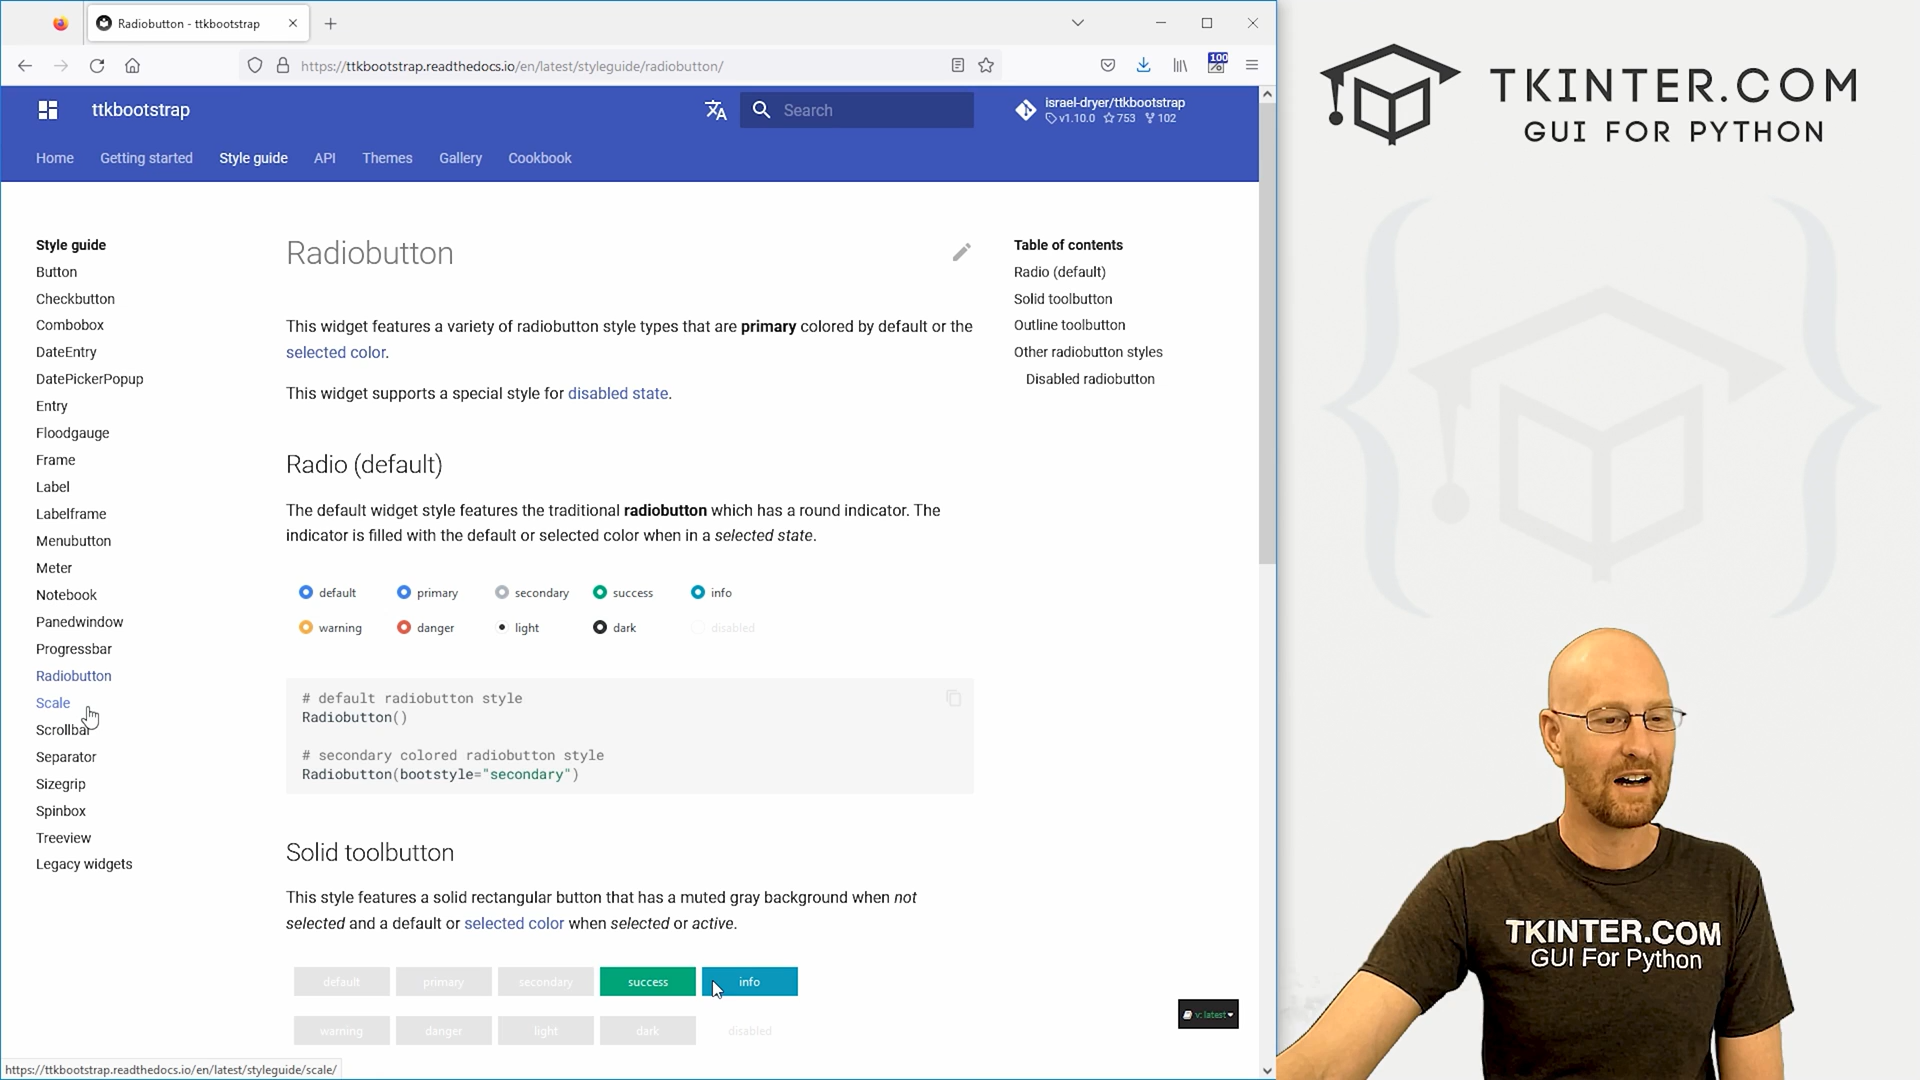 Radiobutton - ttkbootstrap
https://ttkbootstrap.readthedocs.io/en/latest/styleguide/radiobutton/
100
ttkbootstrap
Search
israel-dryer/ttkbootstrap
v1.10.0 753 102
Home Getting started Style guide API Themes Gallery Cookbook
Style guide
Button
Checkbutton
Combobox
DateEntry
DatePickerPopup
Entry
Floodgauge
Frame
Label
Labelframe
Menubutton
Meter
Notebook
Panedwindow
Progressbar
Radiobutton
Scale
Scrollbar
Separator
Sizegrip
Spinbox
Treeview
Legacy widgets
Radiobutton
This widget features a variety of radiobutton style types that are primary colored by default or the
selected color.
This widget supports a special style for disabled state.
Radio (default)
The default widget style features the traditional radiobutton which has a round indicator. The
indicator is filled with the default or selected color when in a selected state.
default primary secondary success info
warning danger light dark disabled
# default radiobutton style
Radiobutton()
# secondary colored radiobutton style
Radiobutton(bootstyle="secondary")
Solid toolbutton
This style features a solid rectangular button that has a muted gray background when not
selected and a default or selected color when selected or active.
default primary secondary success info
warning danger light dark disabled
Table of contents
Radio (default)
Solid toolbutton
Outline toolbutton
Other radiobutton styles
Disabled radiobutton
v: latest
https://ttkbootstrap.readthedocs.io/en/latest/styleguide/scale/
TKINTER.COM
GUI FOR PYTHON
TKINTER.COM
GUI For Python